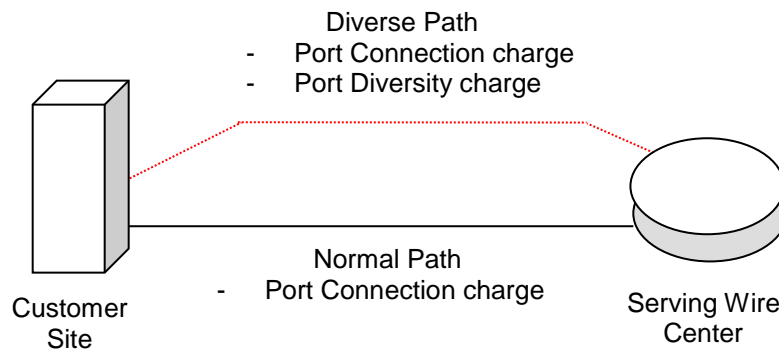 Diverse Path
- Port Connection charge
- Port Diversity charge
Normal Path
- Port Connection charge
Customer
Site
Serving Wire
Center